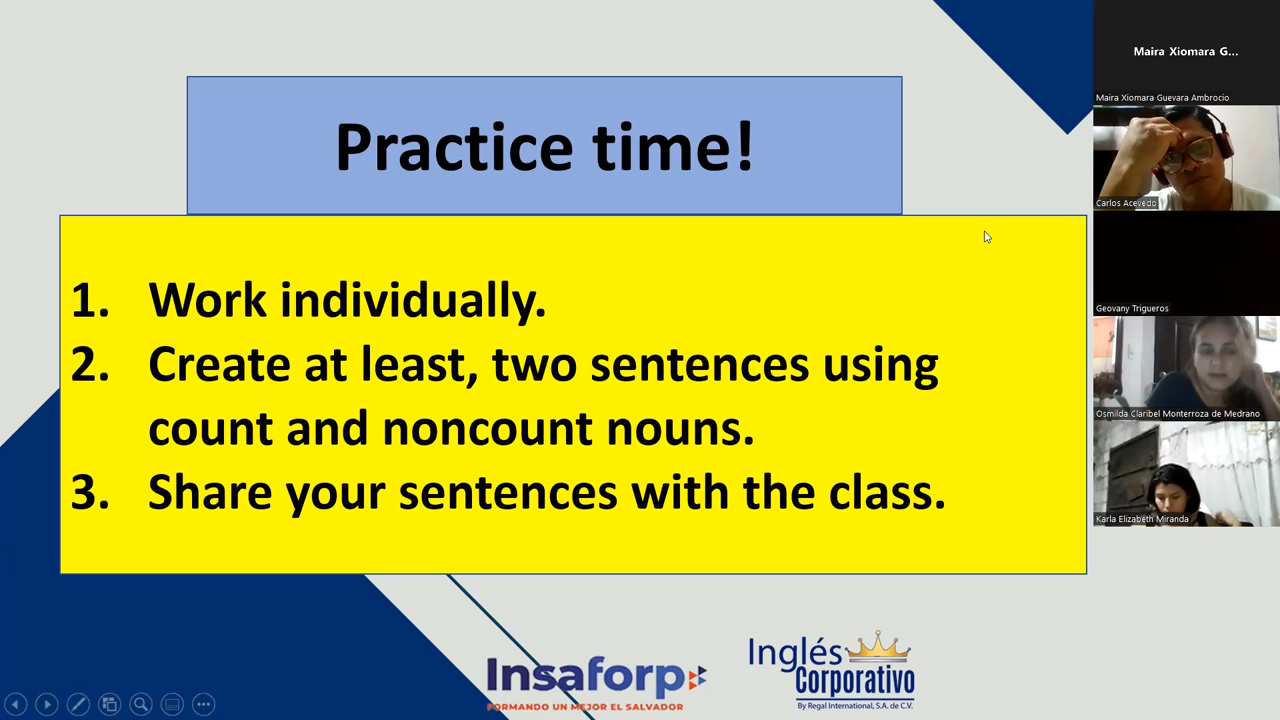 Practice time!
1. Work individually.
2. Create at least, two sentences using
count and noncount nouns.
3. Share your sentences with the class.
Insaforp
FORMANDO UN MEJOR EL SALVADOR
Inglés
Corporativo
By Regal International, S.A. de C.V.
Maira Xiomara G...
Maira Xiomara Guevara Ambrocio
Carlos Acevedo
Geovany Trigueros
Osmilda Claribel Monterroza de Medrano
Karla Elizabeth Miranda